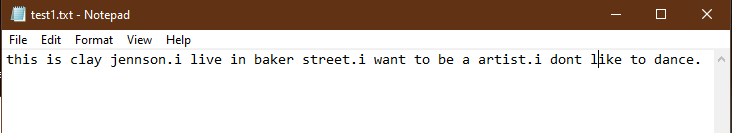 test1.txt - Notepad
File Edit Format View Help
this is clay jennson.i live in baker street.i want to be a artist.i dont like to dance.